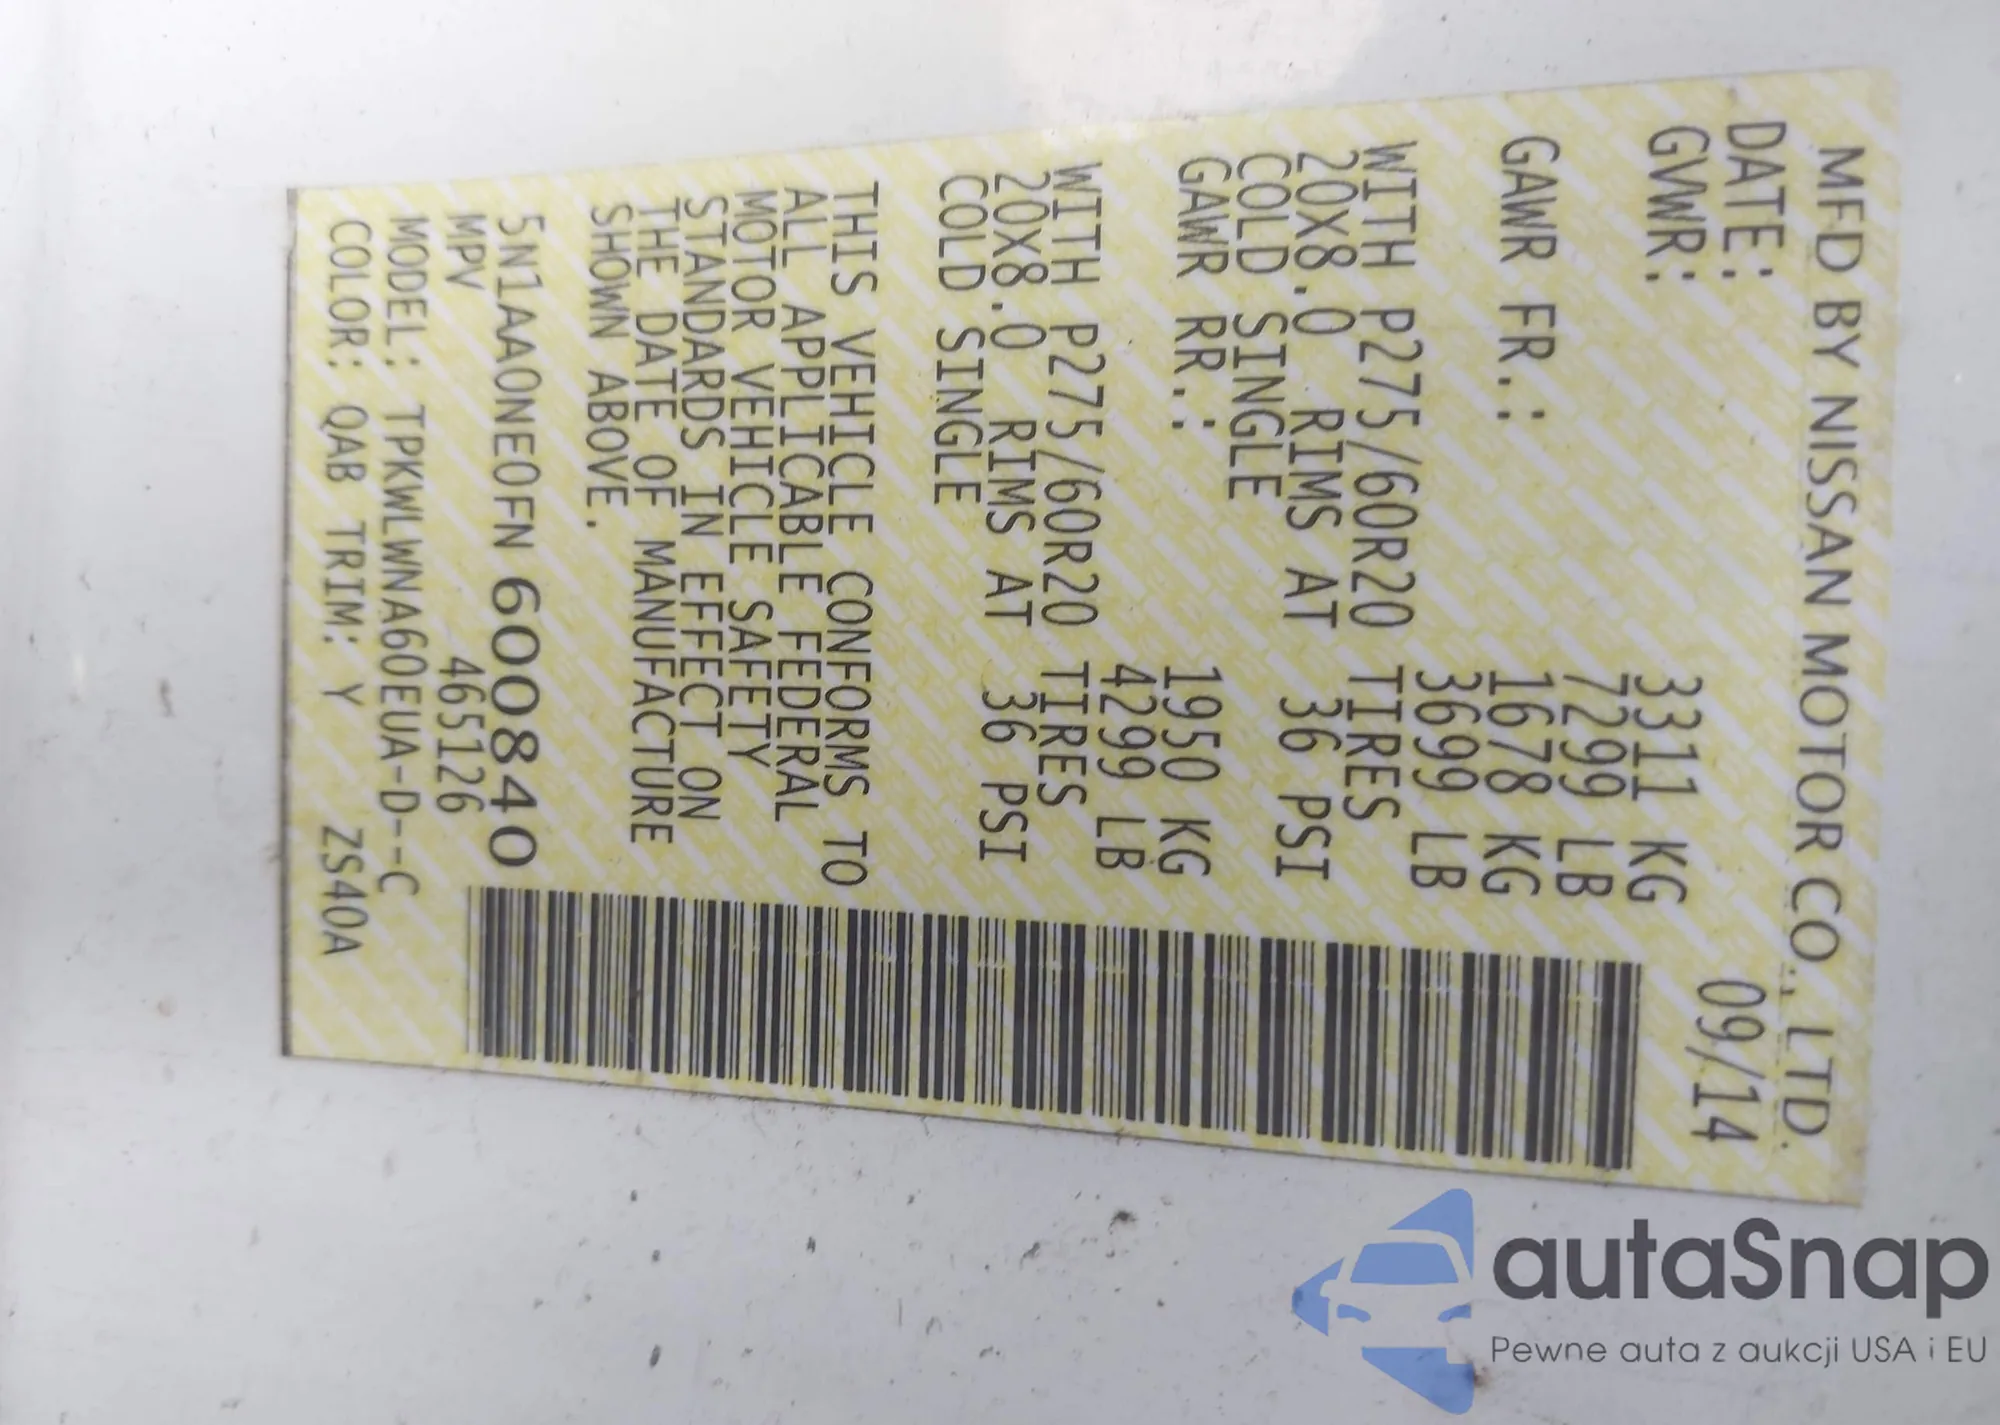 MFD BY NISSAN MOTOR CO., LTD.
DATE: 09/14
GVWR: 3311 KG
7299 LB
GAWR FR.: 1678 KG
3699 LB
WITH P275/60R20 TIRES
20X8.0 RIMS AT 36 PSI
COLD SINGLE
GAWR RR.: 1950 KG
4299 LB
WITH P275/60R20 TIRES
20X8.0 RIMS AT 36 PSI
COLD SINGLE
THIS VEHICLE CONFORMS TO
ALL APPLICABLE FEDERAL
MOTOR VEHICLE SAFETY
STANDARDS IN EFFECT ON
THE DATE OF MANUFACTURE
SHOWN ABOVE.
5N1AA0NE0FN 600840
MPV 465126
MODEL: TPKWLWNA60EUA-D--C
COLOR: QAB TRIM: Y ZS40A
autaSnap
Pewne auta z aukcji USA i EU